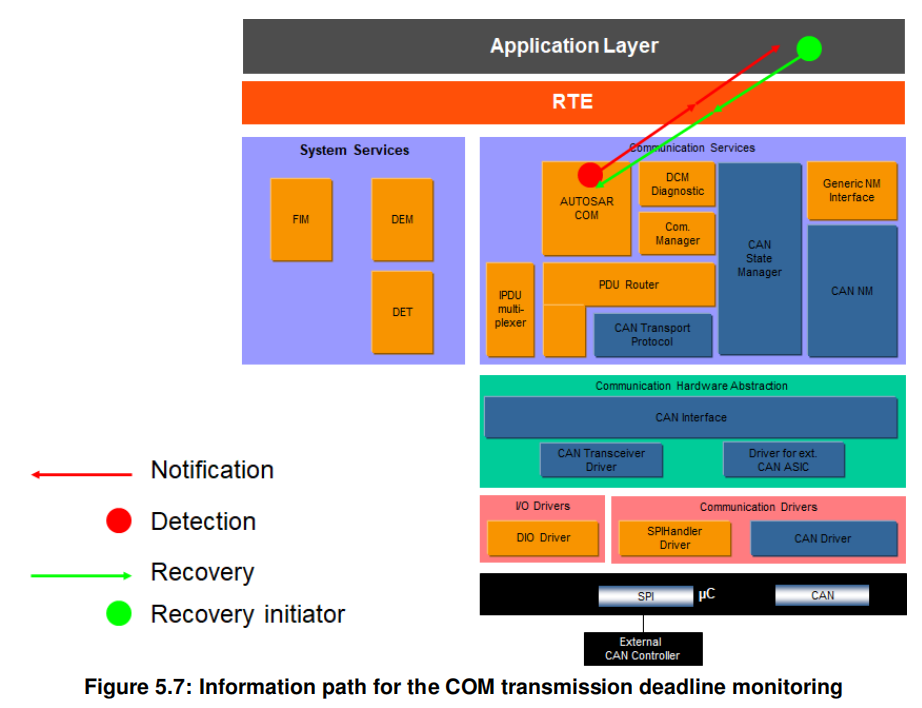 Application Layer
RTE
System Services
FIM
DEM
DET
Communication Services
AUTOSAR
COM
DCM
Diagnostic
Com.
Manager
CAN
State
Manager
Generic NM
Interface
CAN NM
IPDU
multi-
plexer
PDU Router
CAN Transport
Protocol
Communication Hardware Abstraction
CAN Interface
CAN Transceiver
Driver
Driver for ext.
CAN ASIC
I/O Drivers
DIO Driver
Communication Drivers
SPIHandler
Driver
CAN Driver
SPI
µC
CAN
External
CAN Controller
Notification
Detection
Recovery
Recovery initiator
Figure 5.7: Information path for the COM transmission deadline monitoring